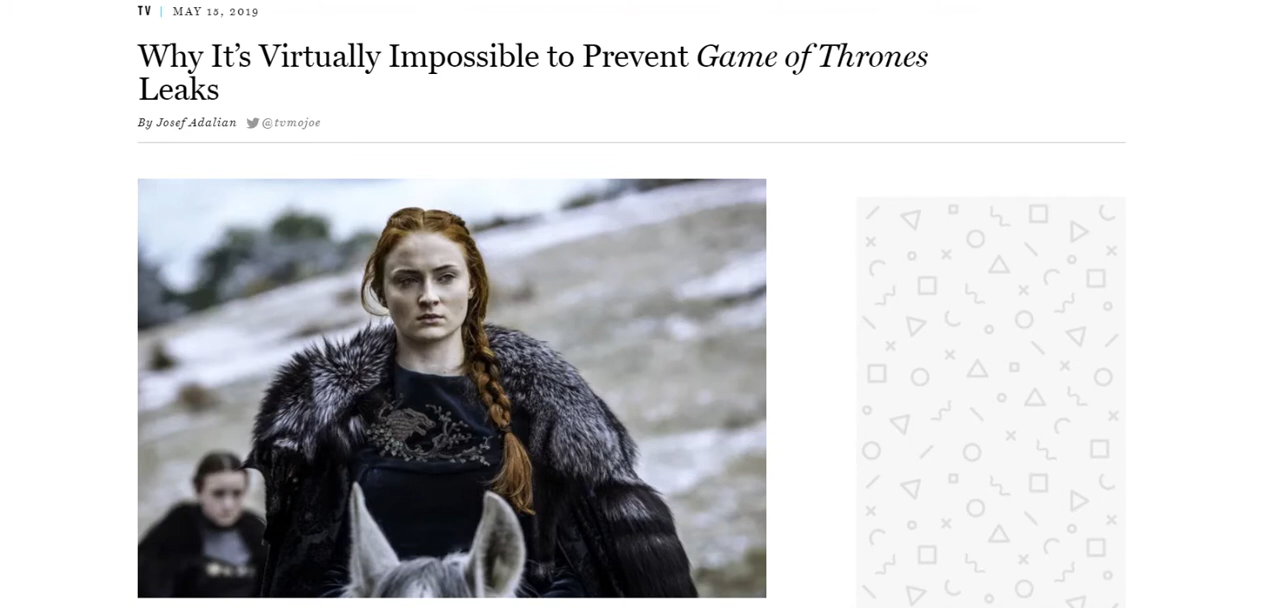 TV | MAY 15, 2019
Why It’s Virtually Impossible to Prevent Game of Thrones
Leaks
By Josef Adalian @tvmojoe